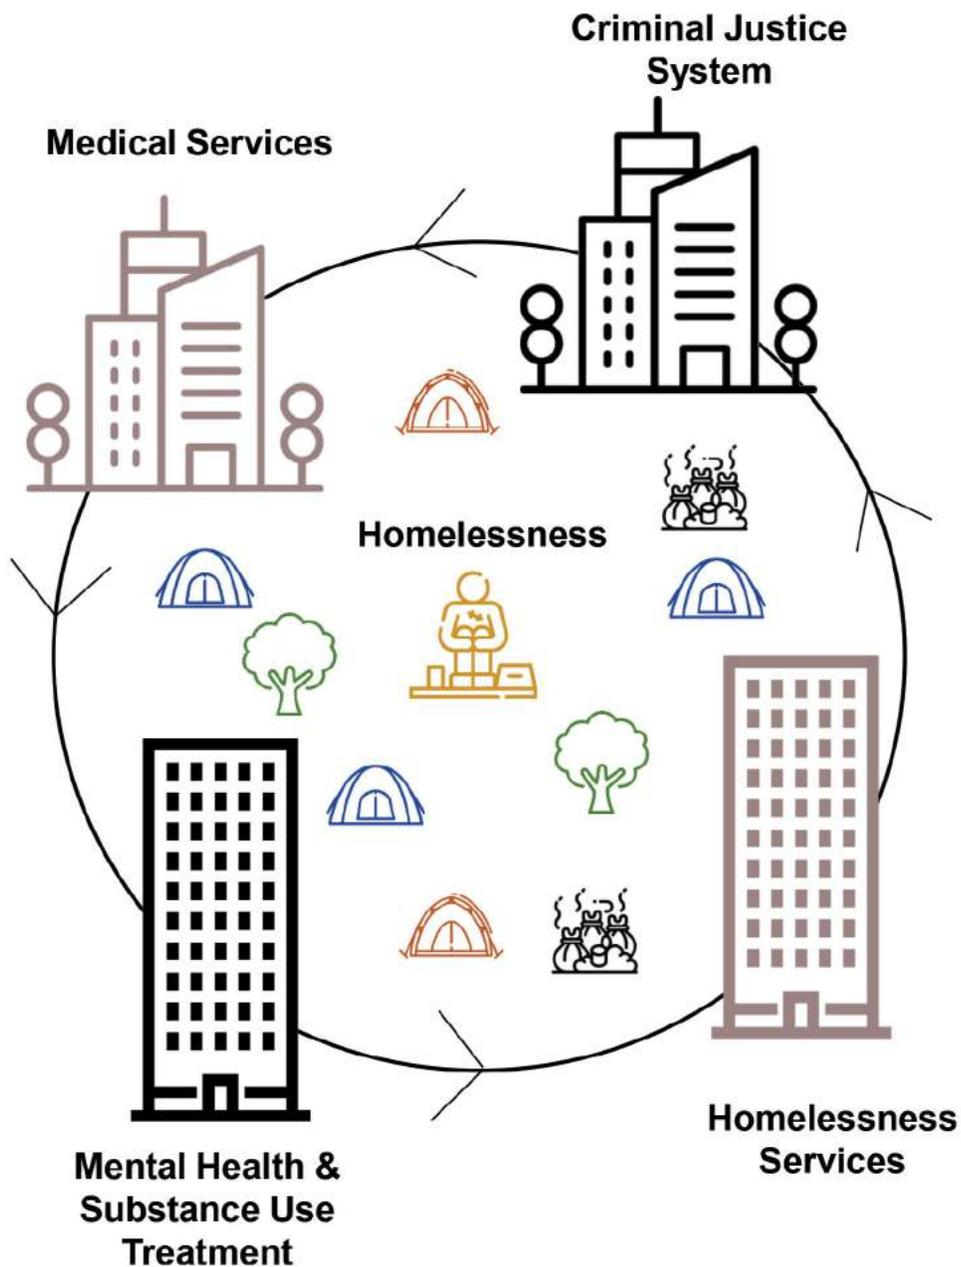 Criminal Justice
System
Medical Services
Homelessness
Homelessness
Services
Mental Health &
Substance Use
Treatment